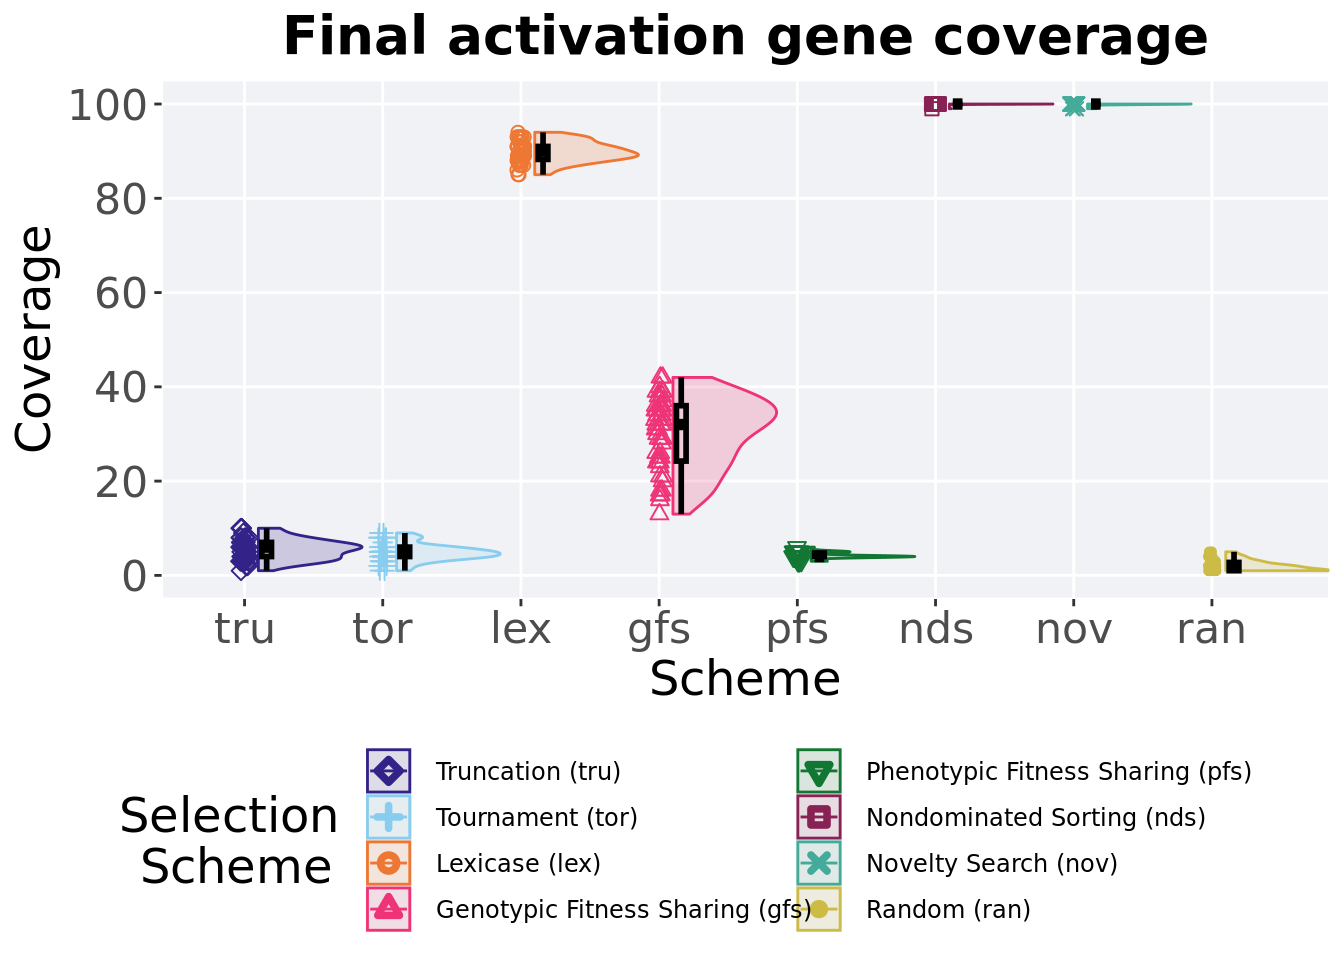 Final activation gene coverage
100
80
60
40
20
0
Coverage
tru tor lex gfs pfs nds nov ran
Scheme
Selection
Scheme
Truncation (tru)
Tournament (tor)
Lexicase (lex)
Genotypic Fitness Sharing (gfs)
Phenotypic Fitness Sharing (pfs)
Nondominated Sorting (nds)
Novelty Search (nov)
Random (ran)